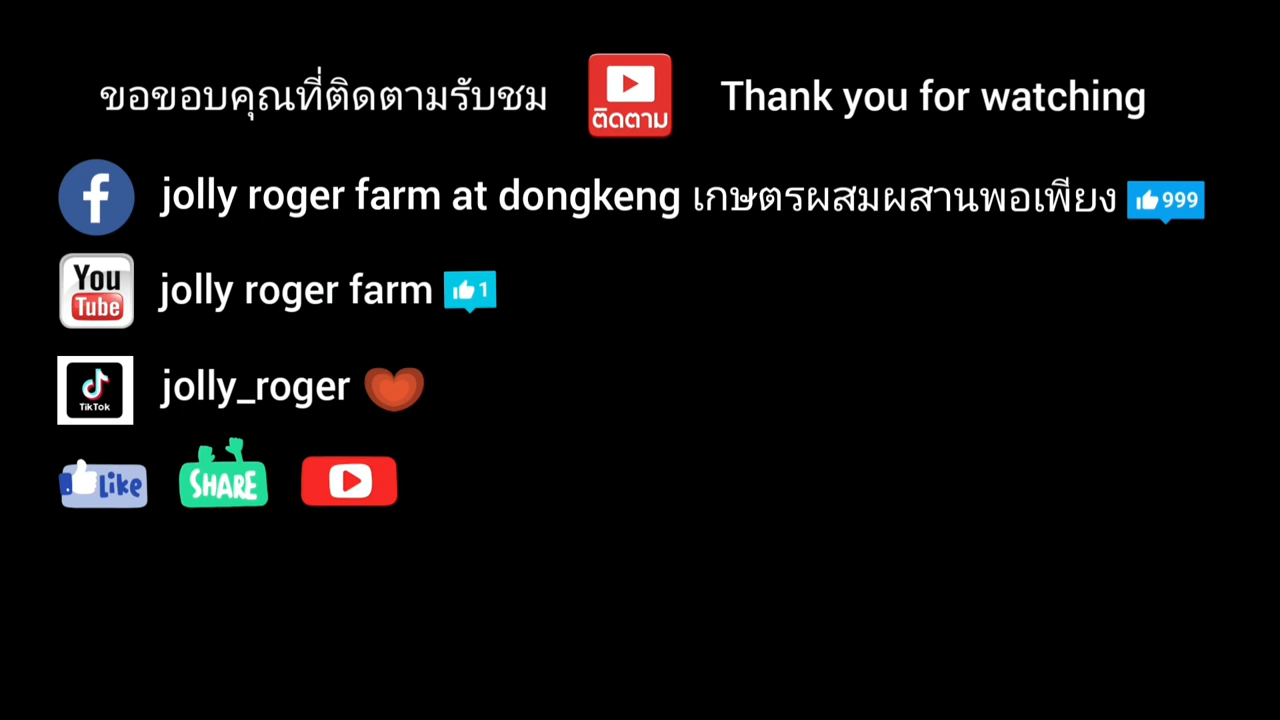 ขอขอบคุณที่ติดตามรับชม ติดตาม Thank you for watching
f jolly roger farm at dongkeng เกษตรผสมผสานพอเพียง 999
You Tube jolly roger farm 1
TikTok jolly_roger
Like SHARE